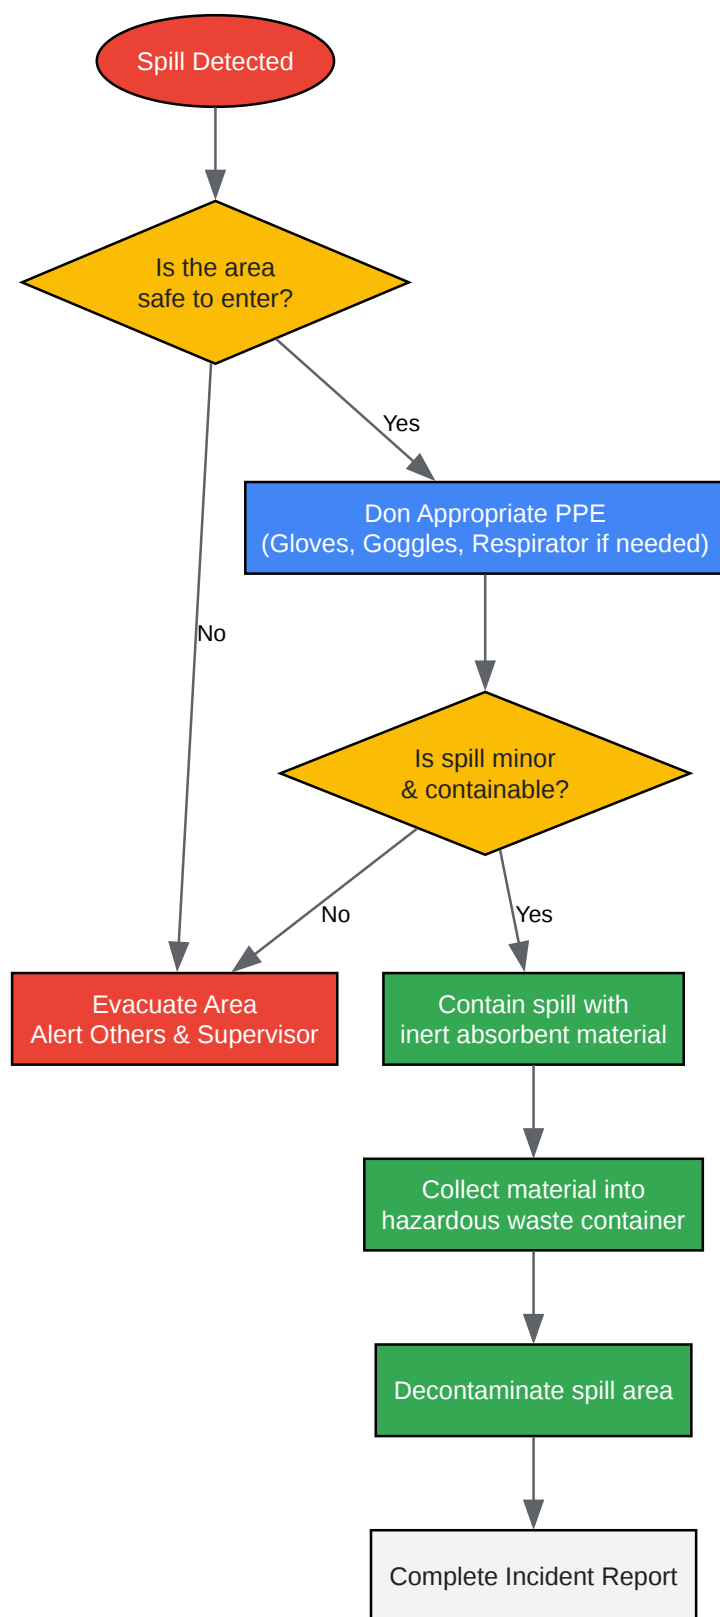 Spill Detected
Is the area
safe to enter?
Yes
Don Appropriate PPE
(Gloves, Goggles, Respirator if needed)
No
Is spill minor
& containable?
No
Yes
Evacuate Area
Alert Others & Supervisor
Contain spill with
inert absorbent material
Collect material into
hazardous waste container
Decontaminate spill area
Complete Incident Report